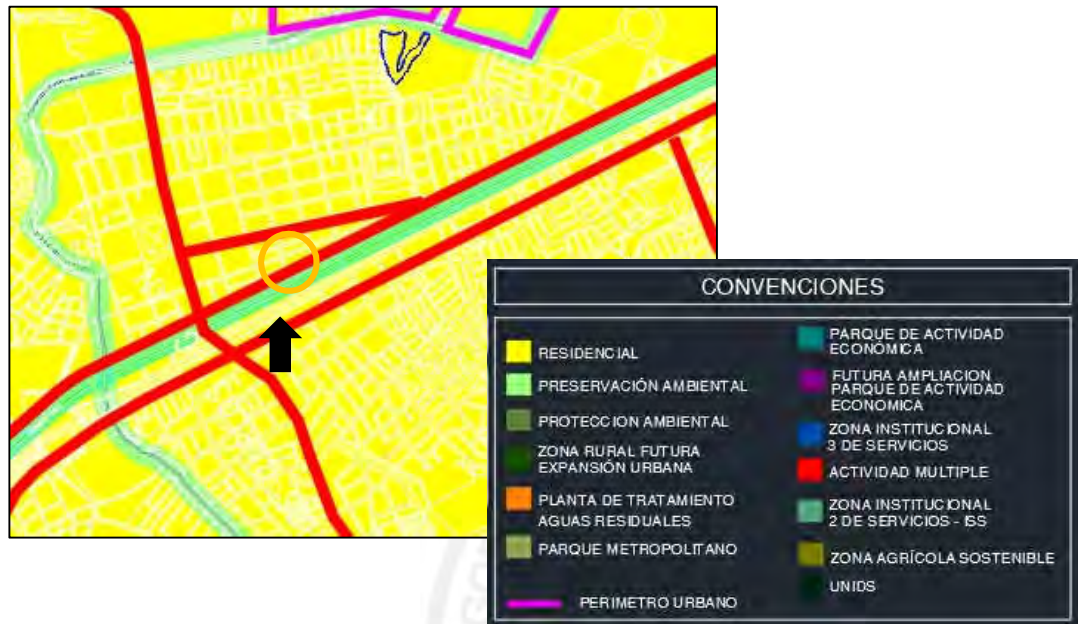 CONVENCIONES
RESIDENCIAL
PRESERVACIÓN AMBIENTAL
PROTECCION AMBIENTAL
ZONA RURAL FUTURA
EXPANSIÓN URBANA
PLANTA DE TRATAMIENTO
AGUAS RESIDUALES
PARQUE METROPOLITANO
PERIMETRO URBANO
PARQUE DE ACTIVIDAD
ECONÓMICA
FUTURA AMPLIACION
PARQUE DE ACTIVIDAD
ECONOMICA
ZONA INSTITUCIONAL
3 DE SERVICIOS
ACTIVIDAD MULTIPLE
ZONA INSTITUCIONAL
2 DE SERVICIOS - ISS
ZONA AGRÍCOLA SOSTENIBLE
UNIDS